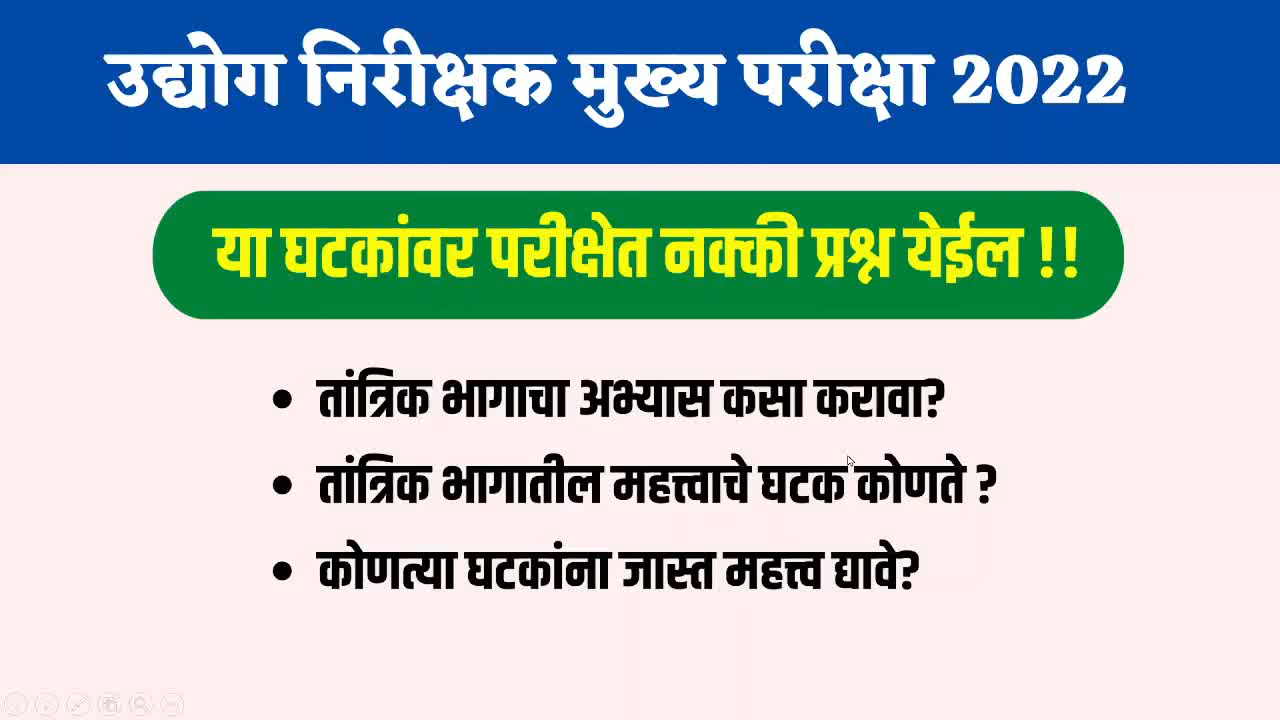 उद्योग निरीक्षक मुख्य परीक्षा 2022
या घटकांवर परीक्षेत नक्की प्रश्न येईल !!
• तांत्रिक भागाचा अभ्यास कसा करावा?
• तांत्रिक भागातील महत्त्वाचे घटक कोणते ?
• कोणत्या घटकांना जास्त महत्त्व द्यावे?